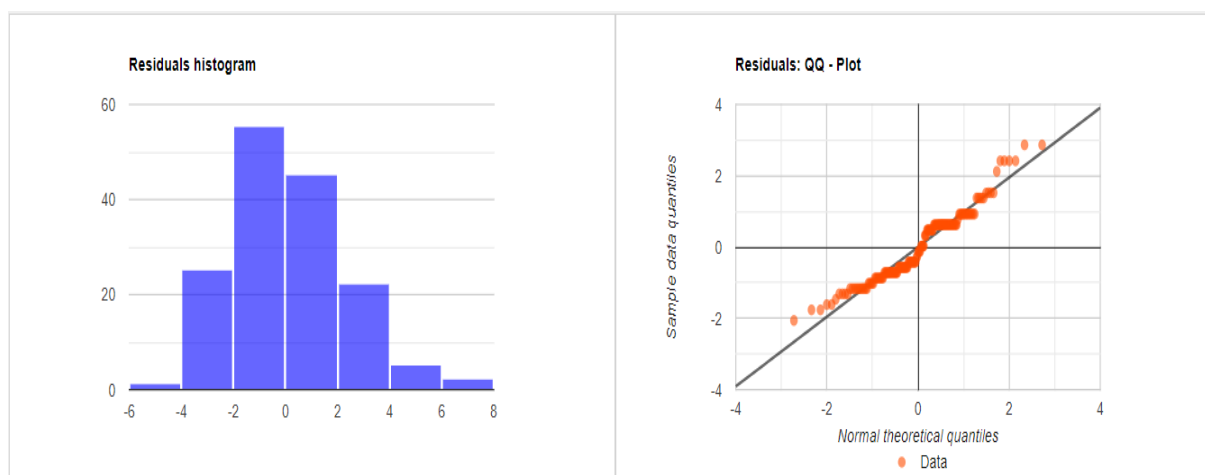 Residuals histogram
60
40
20
0
-6 -4 -2 0 2 4 6 8
Residuals: QQ - Plot
Sample data quantiles
4
2
0
-2
-4
-4 -2 0 2 4
Normal theoretical quantiles
Data